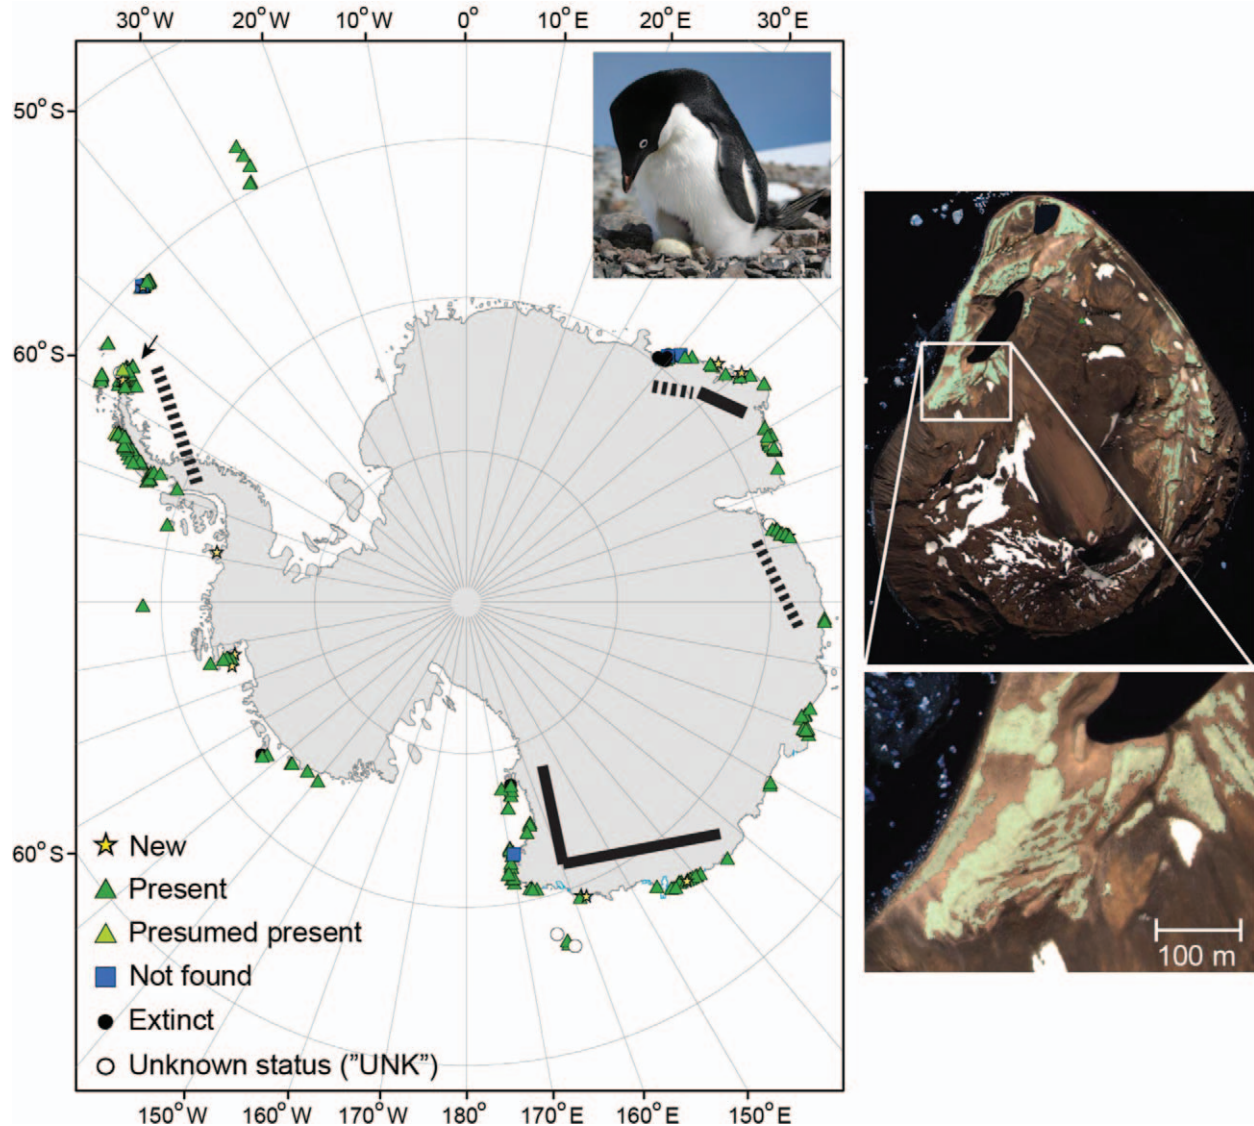 30°W 20°W 10°W 0° 10°E 20°E 30°E
50°S
60°S
60°S
New
Present
Presumed present
Not found
Extinct
Unknown status ("UNK")
100 m
150°W 160°W 170°W 180° 170°E 160°E 150°E